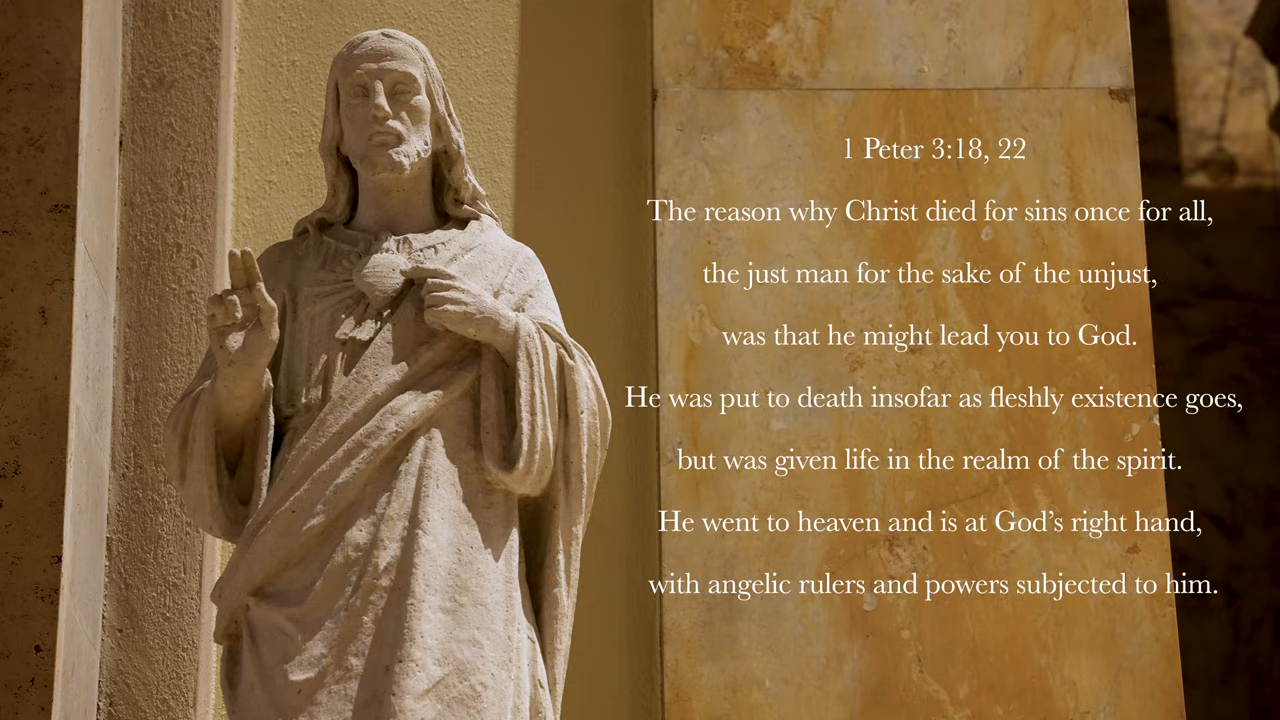 1 Peter 3:18, 22
The reason why Christ died for sins once for all,
the just man for the sake of the unjust,
was that he might lead you to God.
He was put to death insofar as fleshly existence goes,
but was given life in the realm of the spirit.
He went to heaven and is at God’s right hand,
with angelic rulers and powers subjected to him.